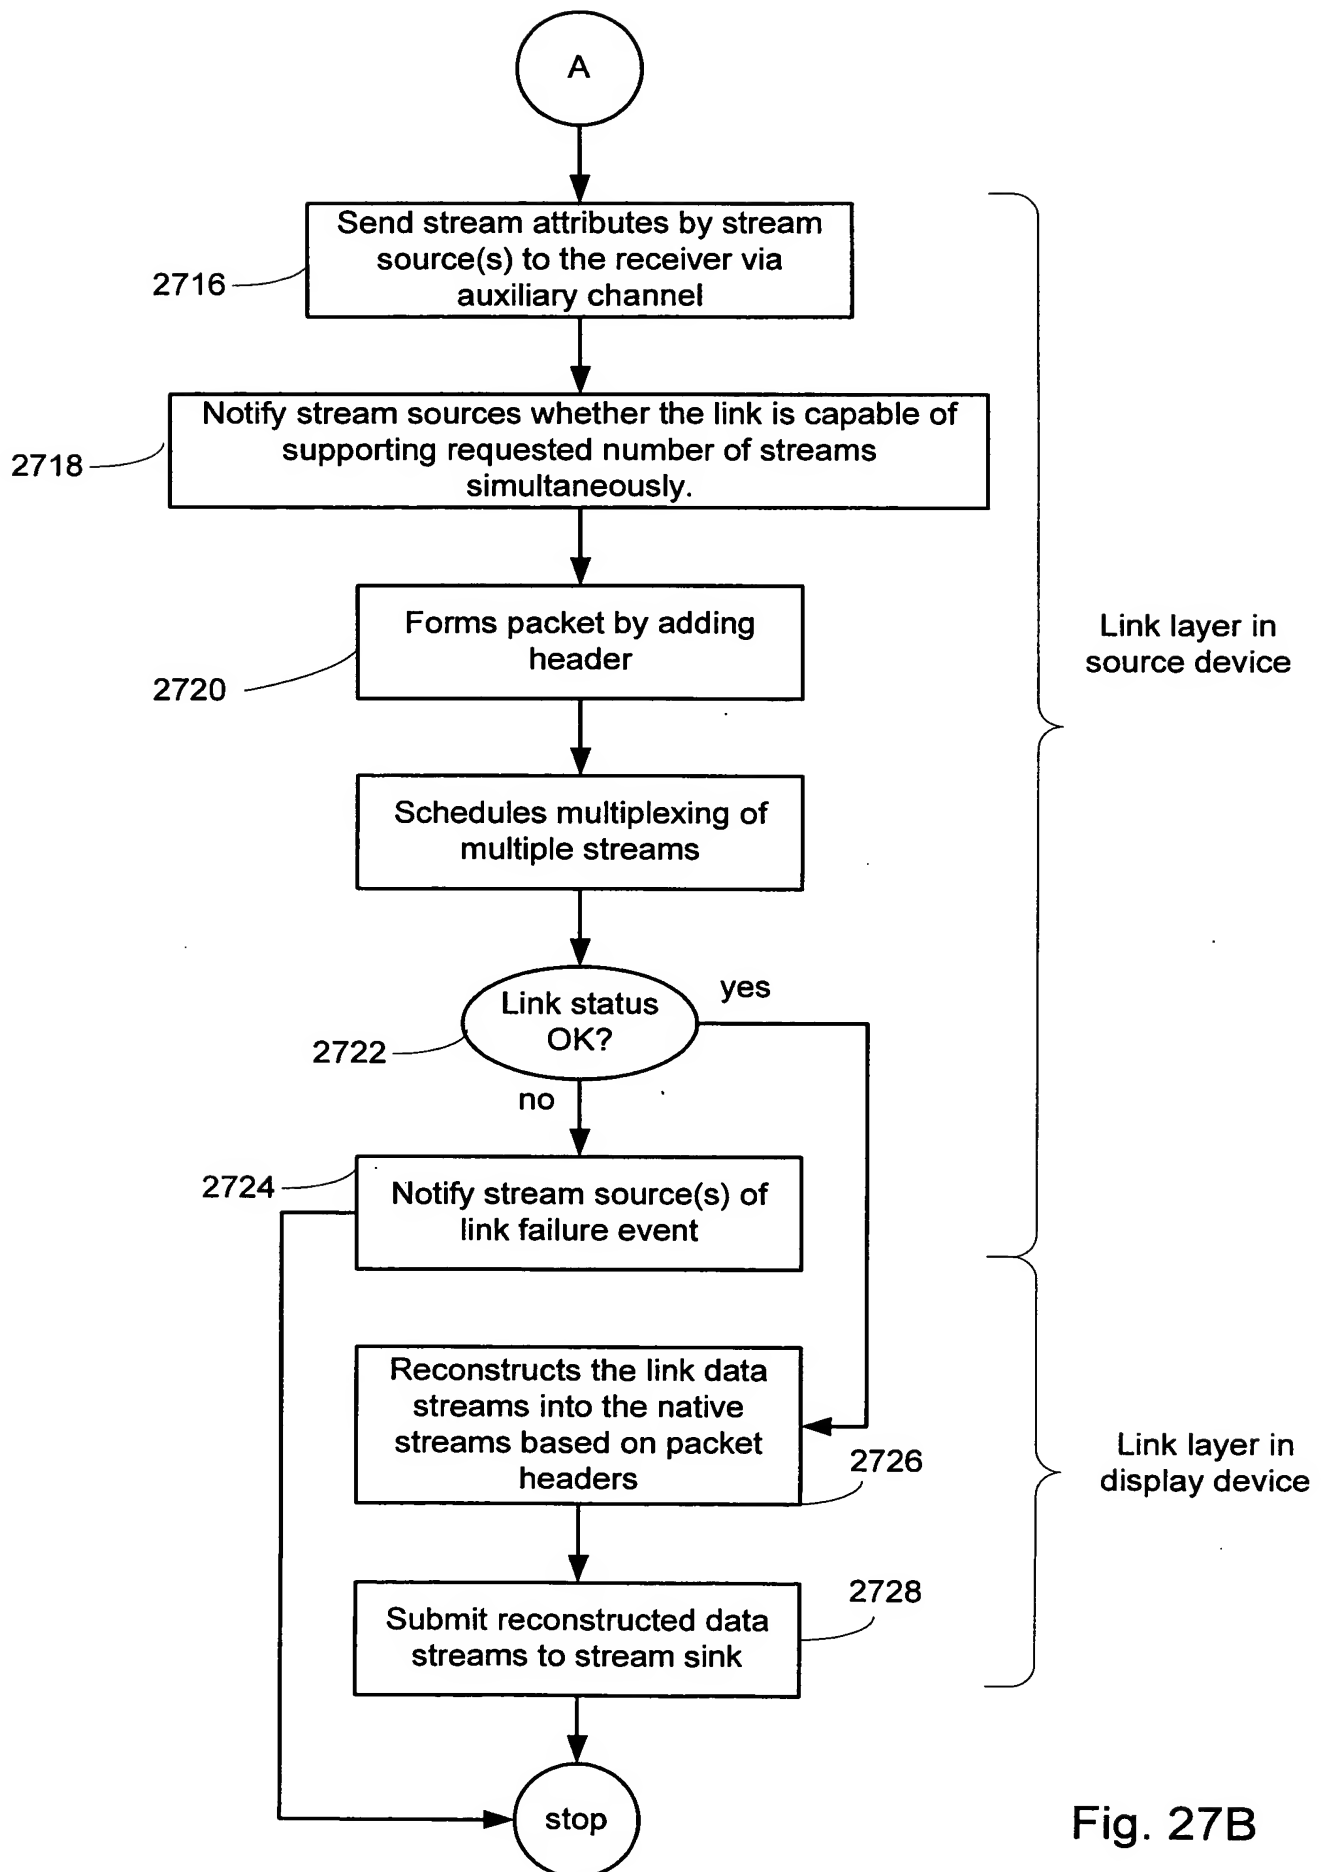 A
Send stream attributes by stream
source(s) to the receiver via
auxiliary channel
2716
Notify stream sources whether the link is capable of
supporting requested number of streams
simultaneously.
2718
Forms packet by adding
header
2720
Link layer in
source device
Schedules multiplexing of
multiple streams
Link status
OK?
yes
2722
no
2724
Notify stream source(s) of
link failure event
Reconstructs the link data
streams into the native
streams based on packet
headers
2726
Link layer in
display device
Submit reconstructed data
streams to stream sink
2728
stop
Fig. 27B